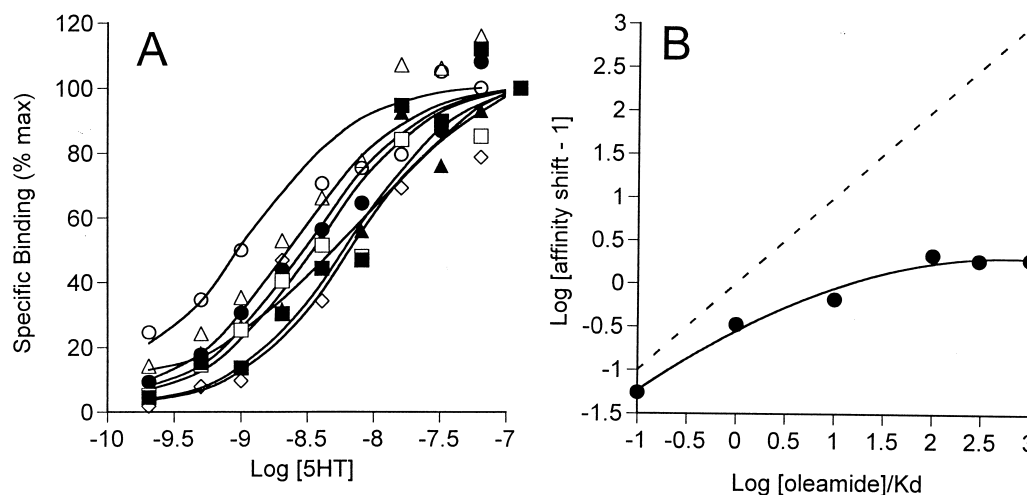 A
Specific Binding (% max)
120
100
80
60
40
20
0
-10 -9.5 -9 -8.5 -8 -7.5 -7
Log [5HT]
B
Log [affinity shift - 1]
3
2.5
2
1.5
1
0.5
0
-0.5
-1
-1.5
-1 -0.5 0 0.5 1 1.5 2 2.5 3
Log [oleamide]/Kd